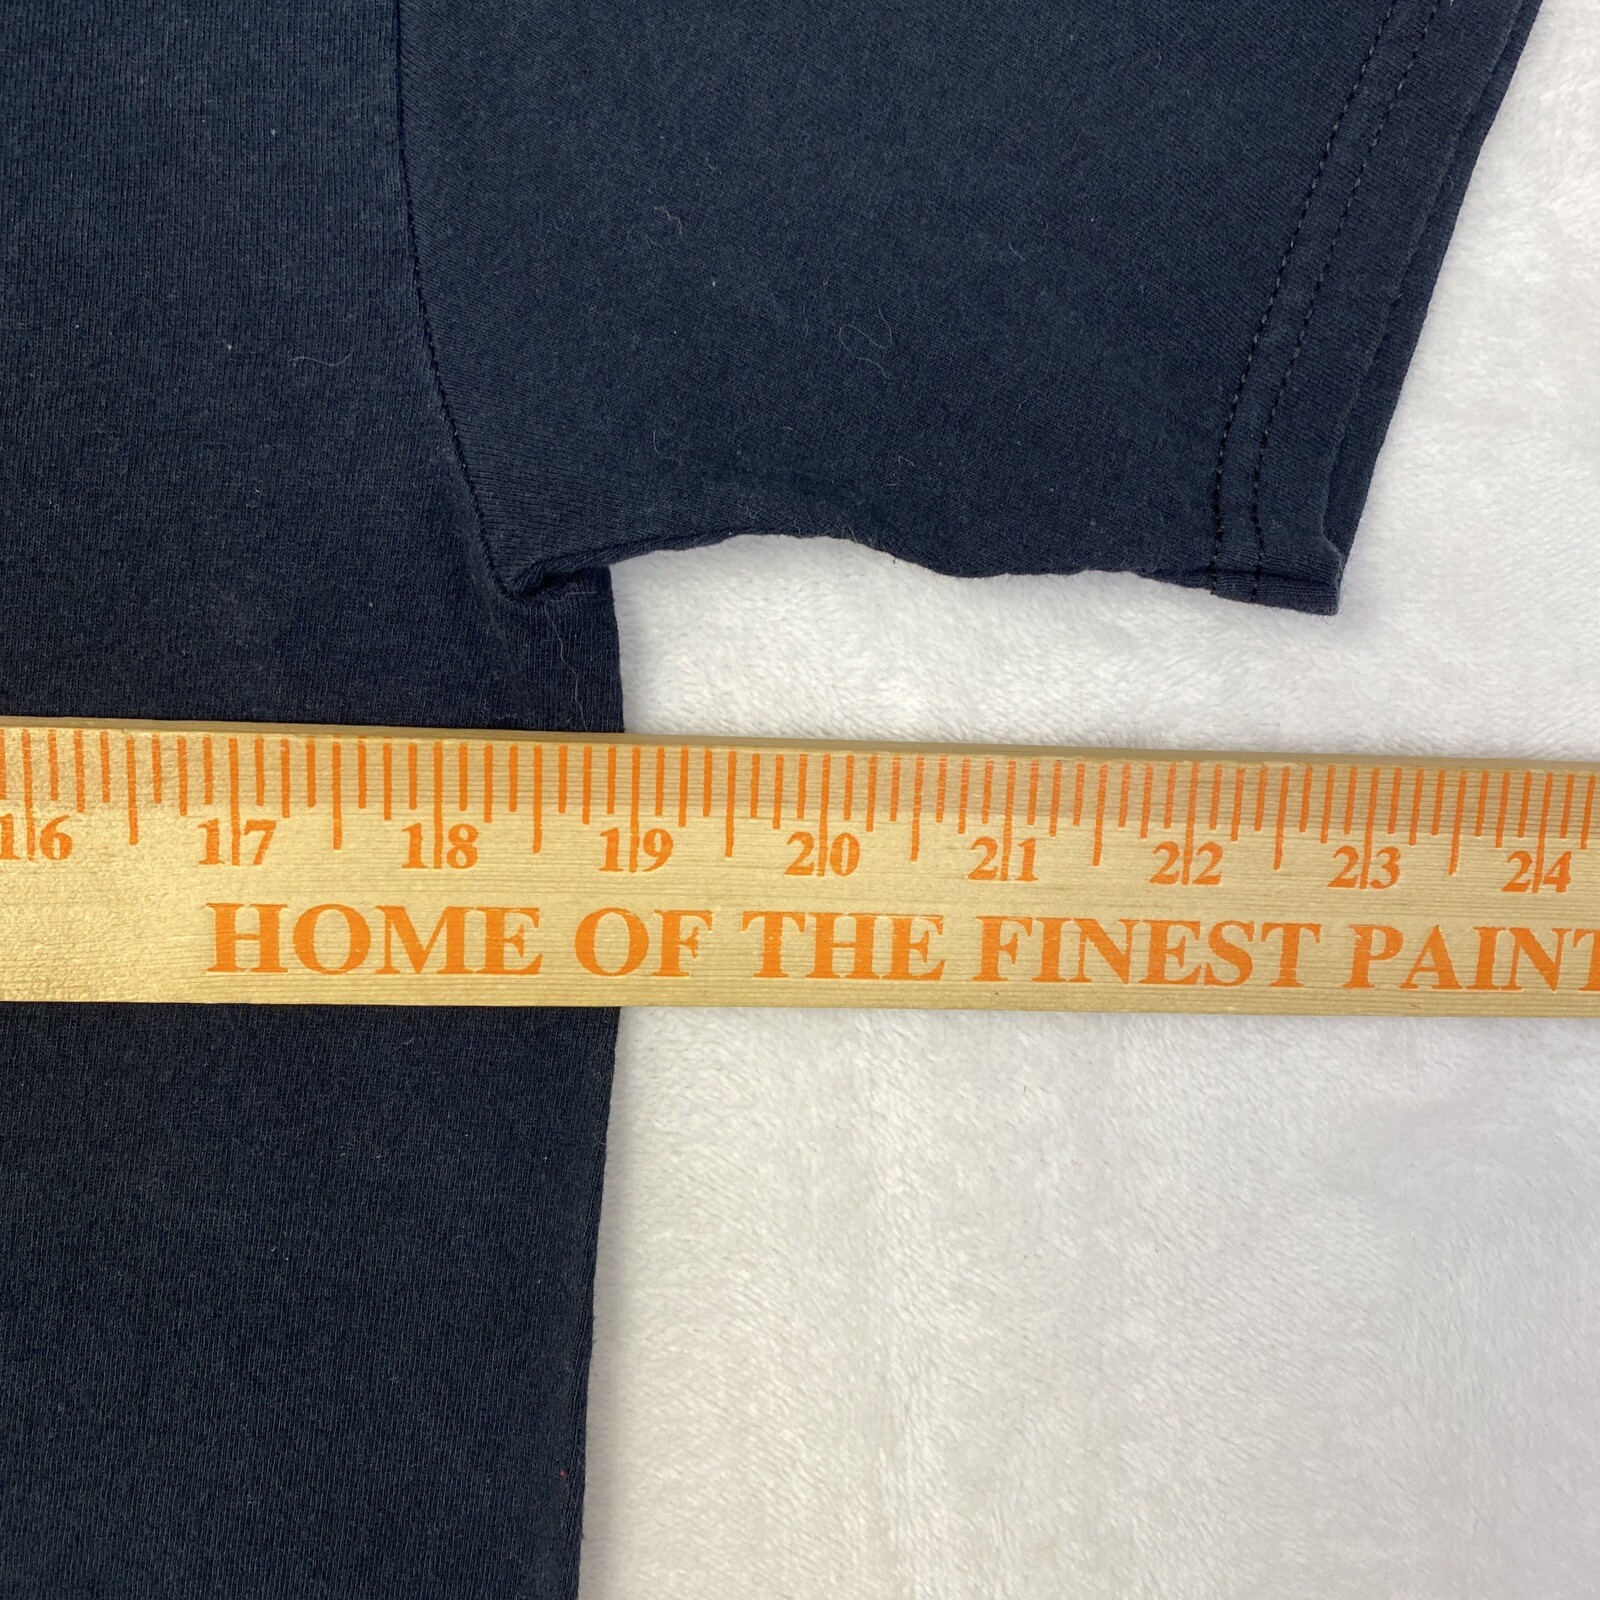 16 17 18 19 20 21 22 23 24
HOME OF THE FINEST PAINT